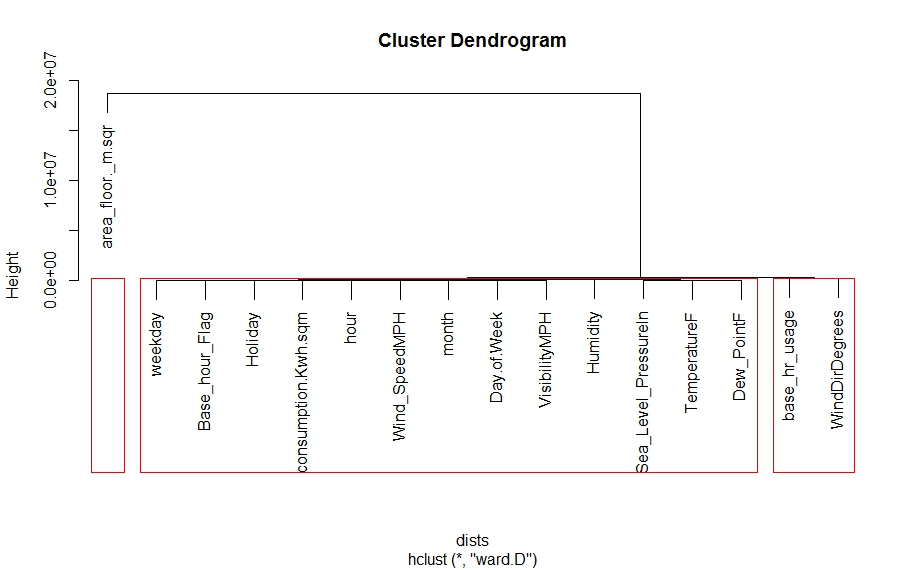 Cluster Dendrogram
Height
0.0e+00
1.0e+07
2.0e+07
area_floor._m.sqr
weekday
Base_hour_Flag
Holiday
consumption.Kwh.sqm
hour
Wind_SpeedMPH
month
Day.of.Week
VisibilityMPH
Humidity
Sea_Level_PressureIn
TemperatureF
Dew_PointF
base_hr_usage
WindDirDegrees
dists
hclust (*, "ward.D")